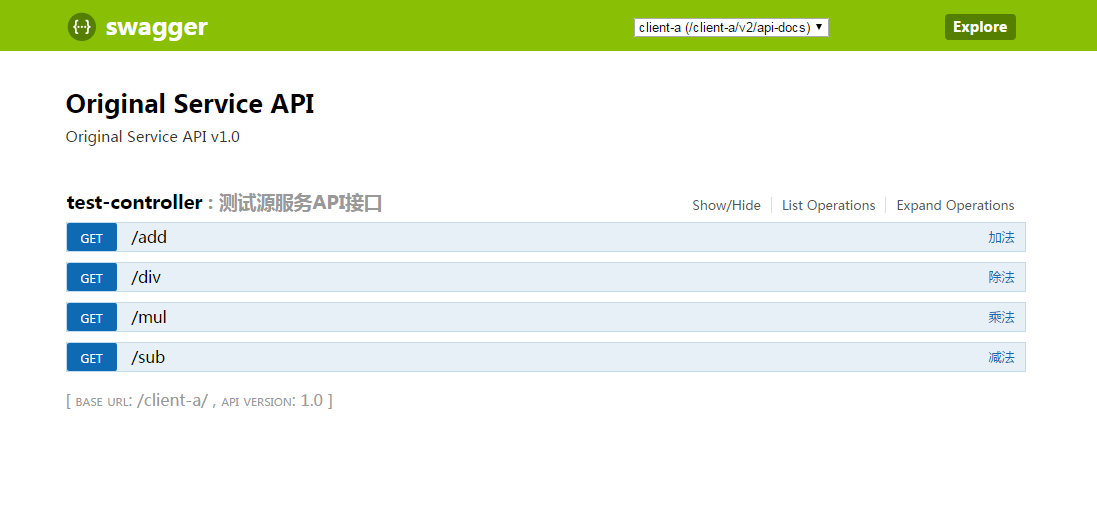 {··} swagger client-a (/client-a/v2/api-docs) Explore
Original Service API
Original Service API v1.0
test-controller : 测试源服务API接口 Show/Hide List Operations Expand Operations
GET /add 加法
GET /div 除法
GET /mul 乘法
GET /sub 减法
[ BASE URL: /client-a/ , API VERSION: 1.0 ]